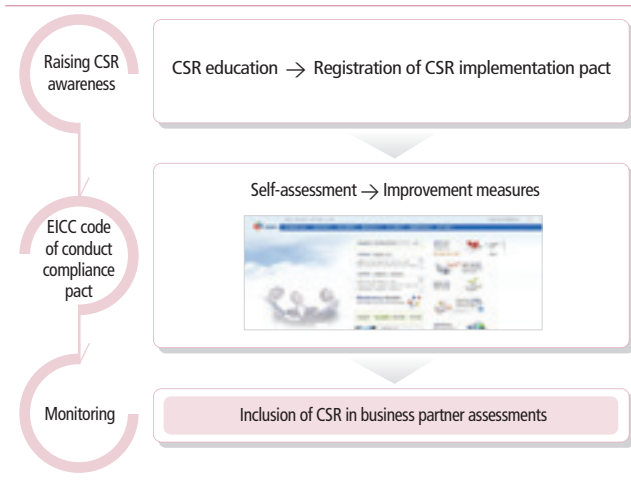 Raising CSR
awareness
CSR education → Registration of CSR implementation pact
EICC code
of conduct
compliance
pact
Self-assessment → Improvement measures
Monitoring
Inclusion of CSR in business partner assessments